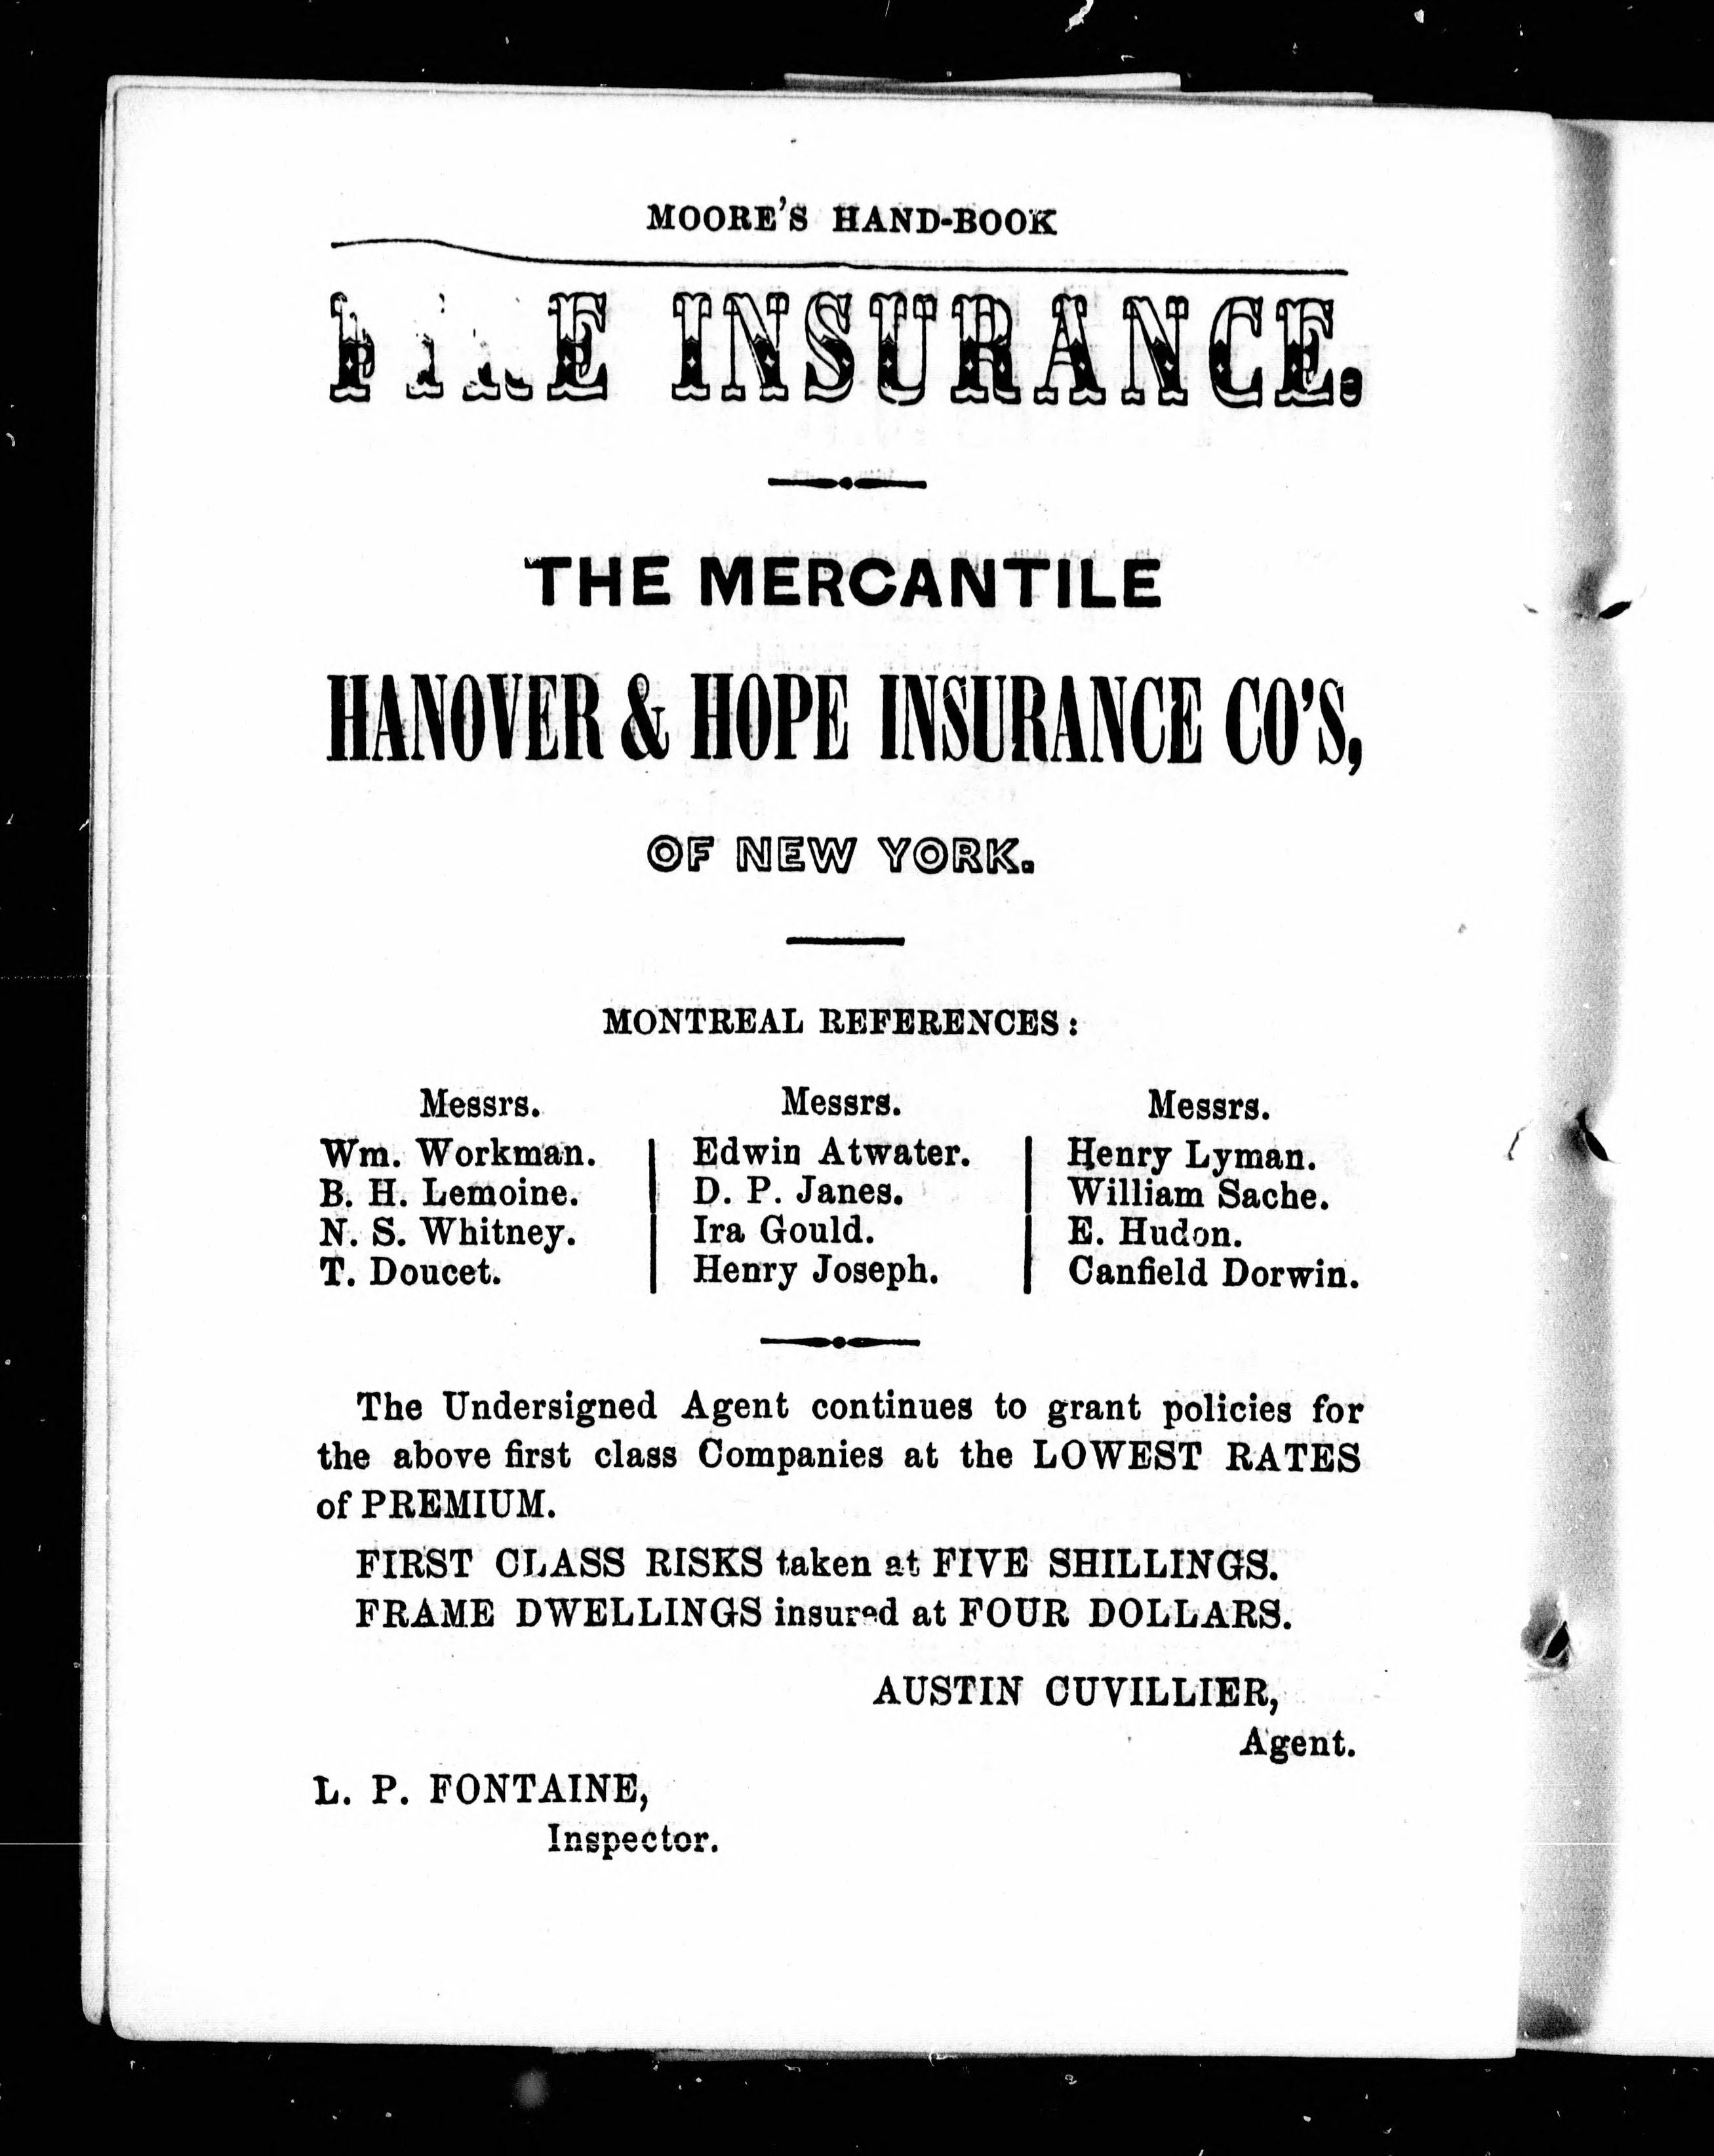 MOORE'S HAND-BOOK
FIRE INSURANCE.
THE MERCANTILE
HANOVER & HOPE INSURANCE CO'S,
OF NEW YORK.
MONTREAL REFERENCES:
Messrs.
Wm. Workman.
B. H. Lemoine.
N. S. Whitney.
T. Doucet.
Messrs.
Edwin Atwater.
D. P. Janes.
Ira Gould.
Henry Joseph.
Messrs.
Henry Lyman.
William Sache.
E. Hudon.
Canfield Dorwin.
The Undersigned Agent continues to grant policies for
the above first class Companies at the LOWEST RATES
of PREMIUM.
FIRST CLASS RISKS taken at FIVE SHILLINGS.
FRAME DWELLINGS insured at FOUR DOLLARS.
AUSTIN CUVILLIER,
Agent.
L. P. FONTAINE,
Inspector.